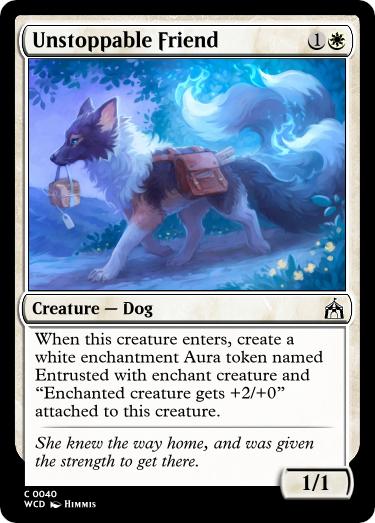 Unstoppable Friend 1
Creature — Dog
When this creature enters, create a
white enchantment Aura token named
Entrusted with enchant creature and
“Enchanted creature gets +2/+0”
attached to this creature.
She knew the way home, and was given
the strength to get there.
1/1
C 0040
WCD Himmis